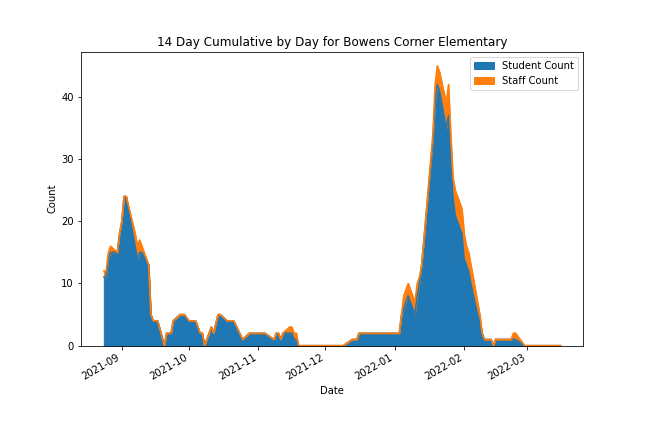 14 Day Cumulative by Day for Bowens Corner Elementary
Student Count
Staff Count
Count
40
30
20
10
0
2021-09
2021-10
2021-11
2021-12
2022-01
2022-02
2022-03
Date